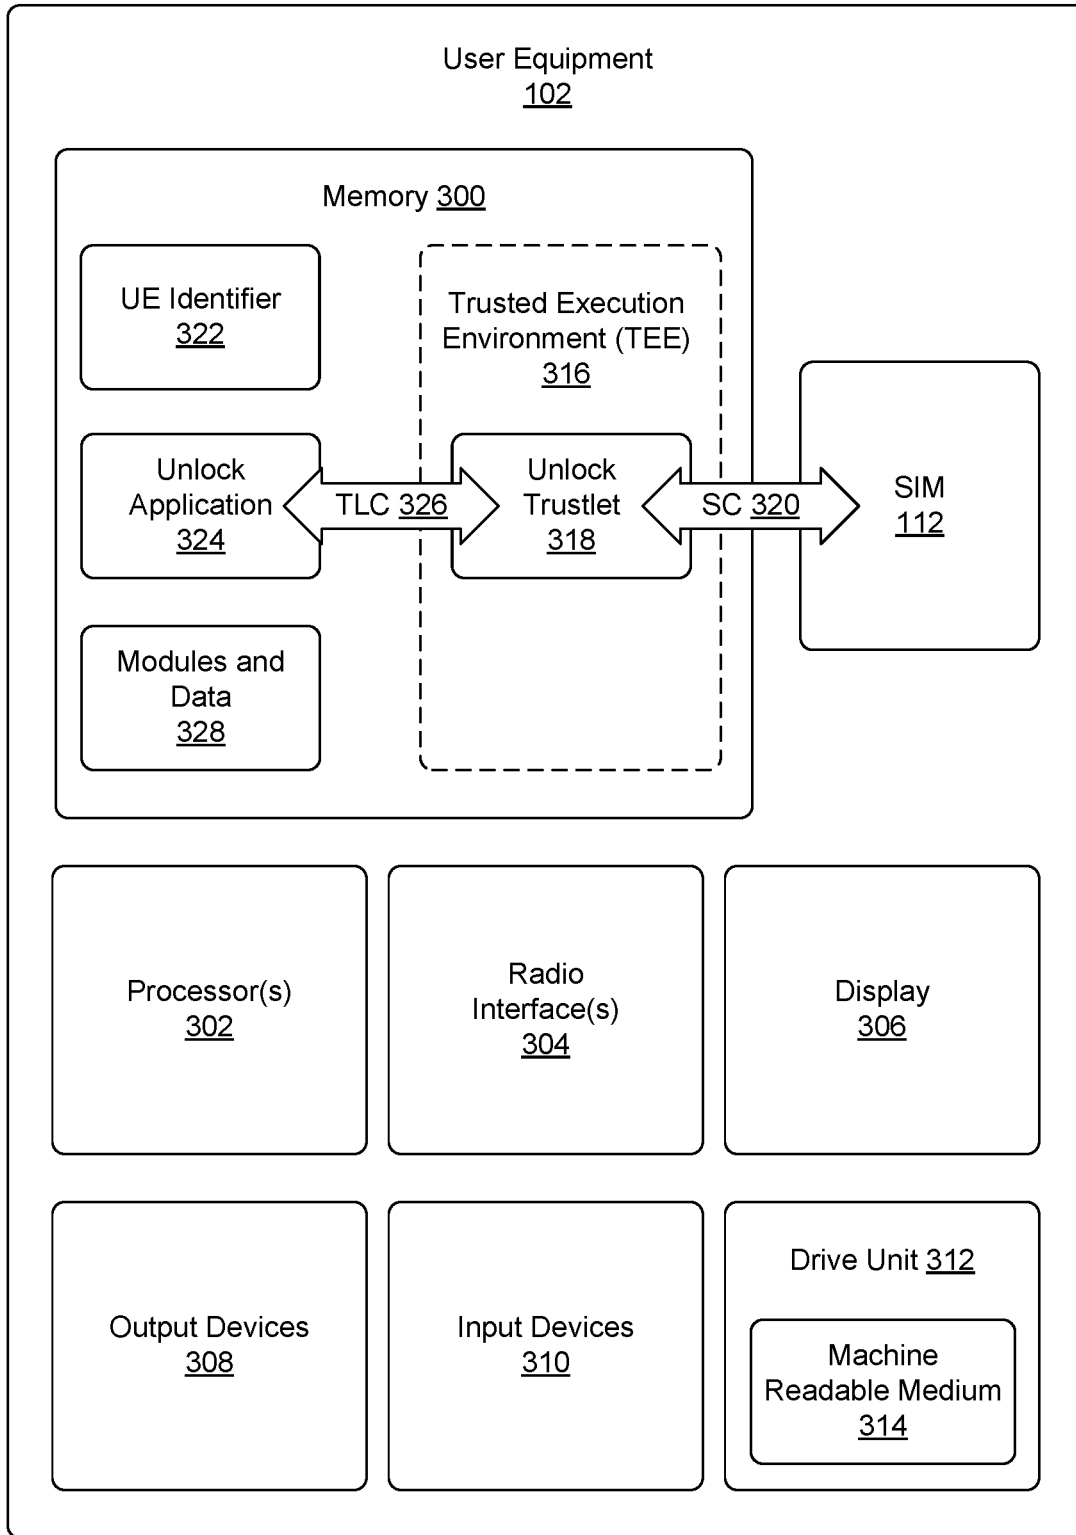 User Equipment
102
Memory 300
UE Identifier
322
Trusted Execution
Environment (TEE)
316
Unlock
Application
324
TLC 326
Unlock
Trustlet
318
SC 320
SIM
112
Modules and
Data
328
Processor(s)
302
Radio
Interface(s)
304
Display
306
Output Devices
308
Input Devices
310
Drive Unit 312
Machine
Readable Medium
314